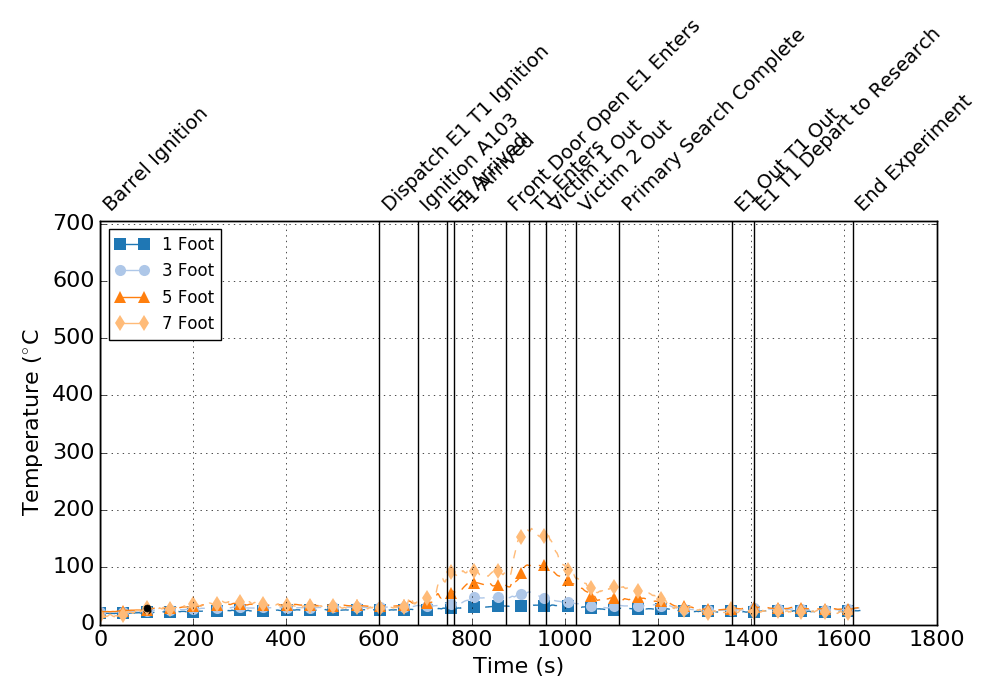 Barrel Ignition
Dispatch E1 T1 Ignition
Ignition A103
E1 Arrived
T1 Arrived
Front Door Open E1 Enters
T1 Enters
Victim 1 Out
Victim 2 Out
Primary Search Complete
E1 Out T1 Out
E1 T1 Depart to Research
End Experiment
700
600
500
400
300
200
100
0
Temperature (°C
1 Foot
3 Foot
5 Foot
7 Foot
0 200 400 600 800 1000 1200 1400 1600 1800
Time (s)